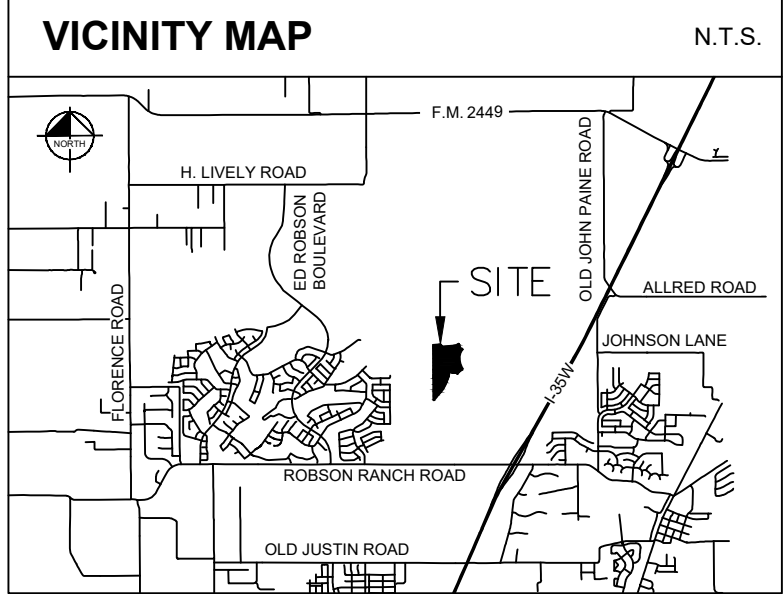 VICINITY MAP
N.T.S.
F.M. 2449
NORTH
H. LIVELY ROAD
ED ROBSON
BOULEVARD
OLD JOHN PAINE ROAD
SITE
ALLRED ROAD
FLORENCE ROAD
JOHNSON LANE
I-35W
ROBSON RANCH ROAD
OLD JUSTIN ROAD